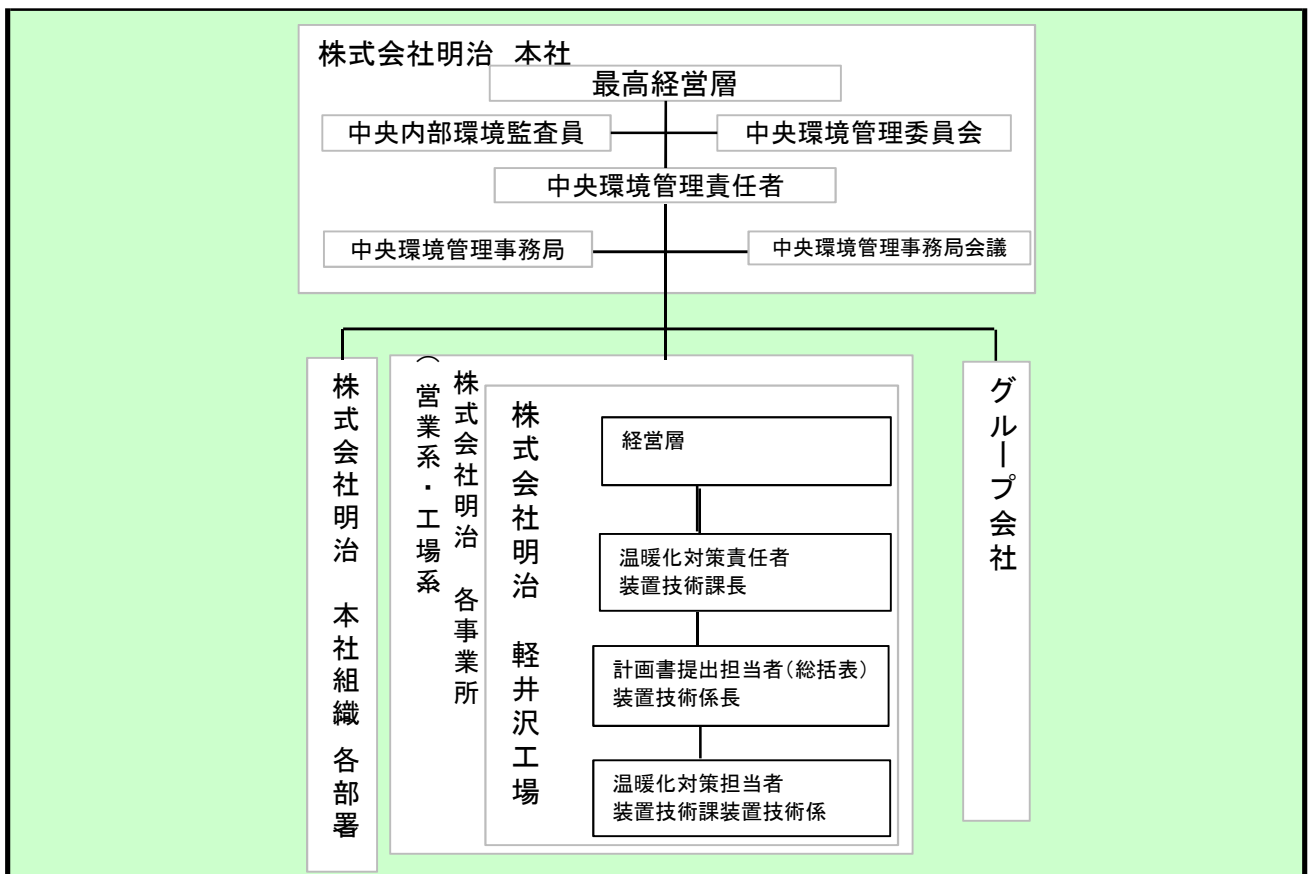 株式会社明治　本社
最高経営層
中央内部環境監査員
中央環境管理委員会
中央環境管理責任者
中央環境管理事務局
中央環境管理事務局会議
株式会社明治　本社組織 各部署
株式会社明治　各事業所
（営業系・工場系
株式会社明治　軽井沢工場
経営層
温暖化対策責任者
装置技術課長
計画書提出担当者（総括表）
装置技術係長
温暖化対策担当者
装置技術課装置技術係
グループ会社